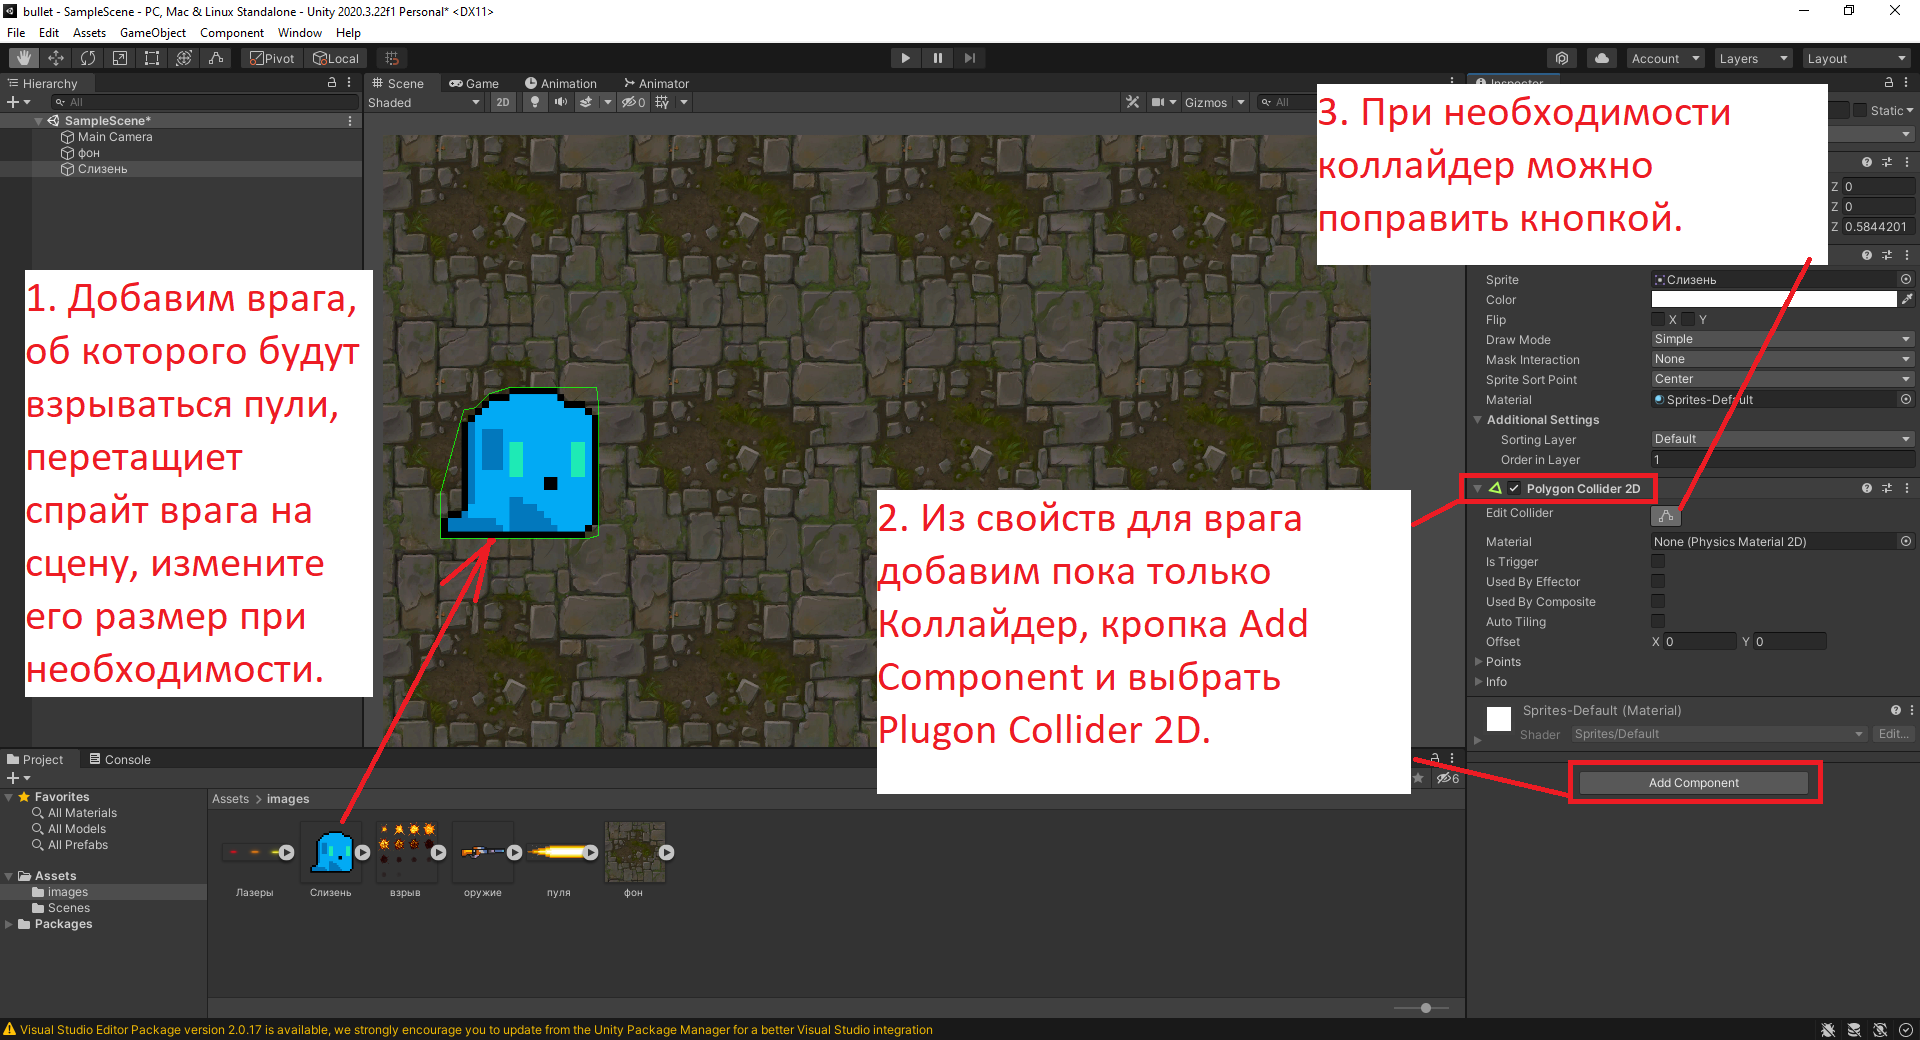 bullet - SampleScene - PC, Mac & Linux Standalone - Unity 2020.3.22f1 Personal* <DX11>
File Edit Assets GameObject Component Window Help
Pivot Local Account Layers Layout
Hierarchy
All
SampleScene*
Main Camera
фон
Слизень
Scene Game Animation Animator
Shaded 2D 0 Gizmos All
1. Добавим врага,
об которого будут
взрываться пули,
перетащиет
спрайт врага на
сцену, измените
его размер при
необходимости.
2. Из свойств для врага
добавим пока только
Коллайдер, кропка Add
Component и выбрать
Plugon Collider 2D.
3. При необходимости
коллайдер можно
поправить кнопкой.
Static
Z 0
Z 0
Z 0.5844201
Sprite Слизень
Color
Flip X Y
Draw Mode Simple
Mask Interaction None
Sprite Sort Point Center
Material Sprites-Default
Additional Settings
Sorting Layer Default
Order in Layer 1
Polygon Collider 2D
Edit Collider
Material None (Physics Material 2D)
Is Trigger
Used By Effector
Used By Composite
Auto Tiling
Offset X 0 Y 0
Points
Info
Sprites-Default (Material)
Shader Sprites/Default Edit...
Add Component
Project Console
6
Favorites
All Materials
All Models
All Prefabs
Assets
images
Scenes
Packages
Assets > images
Лазеры Слизень взрыв оружие пуля фон
Visual Studio Editor Package version 2.0.17 is available, we strongly encourage you to update from the Unity Package Manager for a better Visual Studio integration